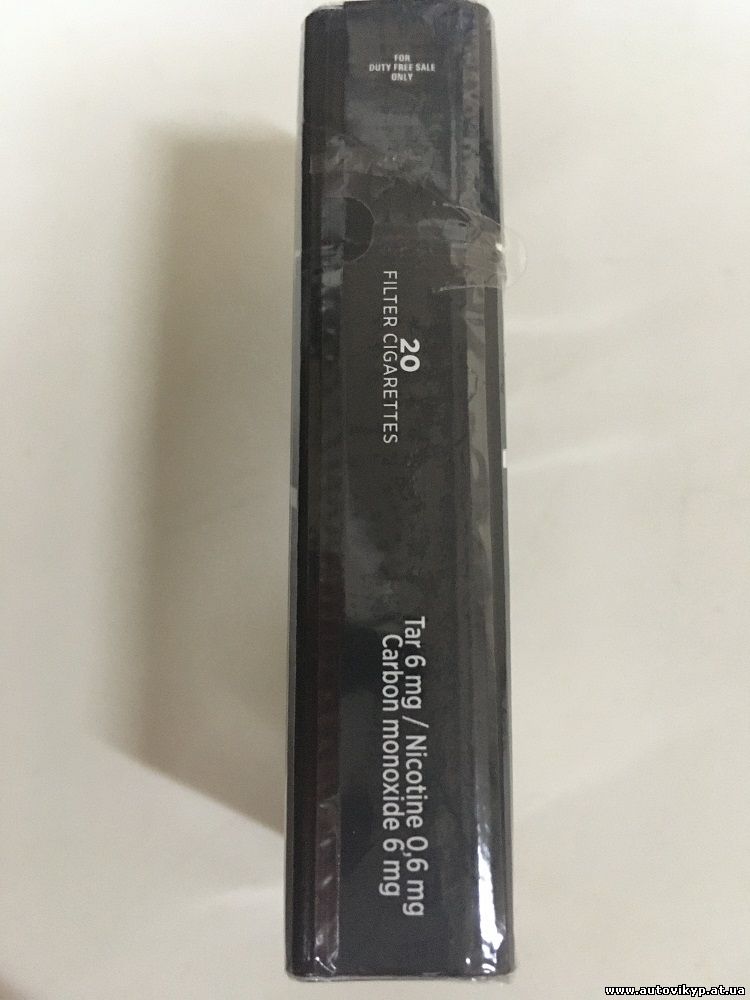 FOR
DUTY FREE SALE
ONLY
20
FILTER CIGARETTES
Tar 6 mg / Nicotine 0,6 mg
Carbon monoxide 6 mg
www.autovikyp.at.ua